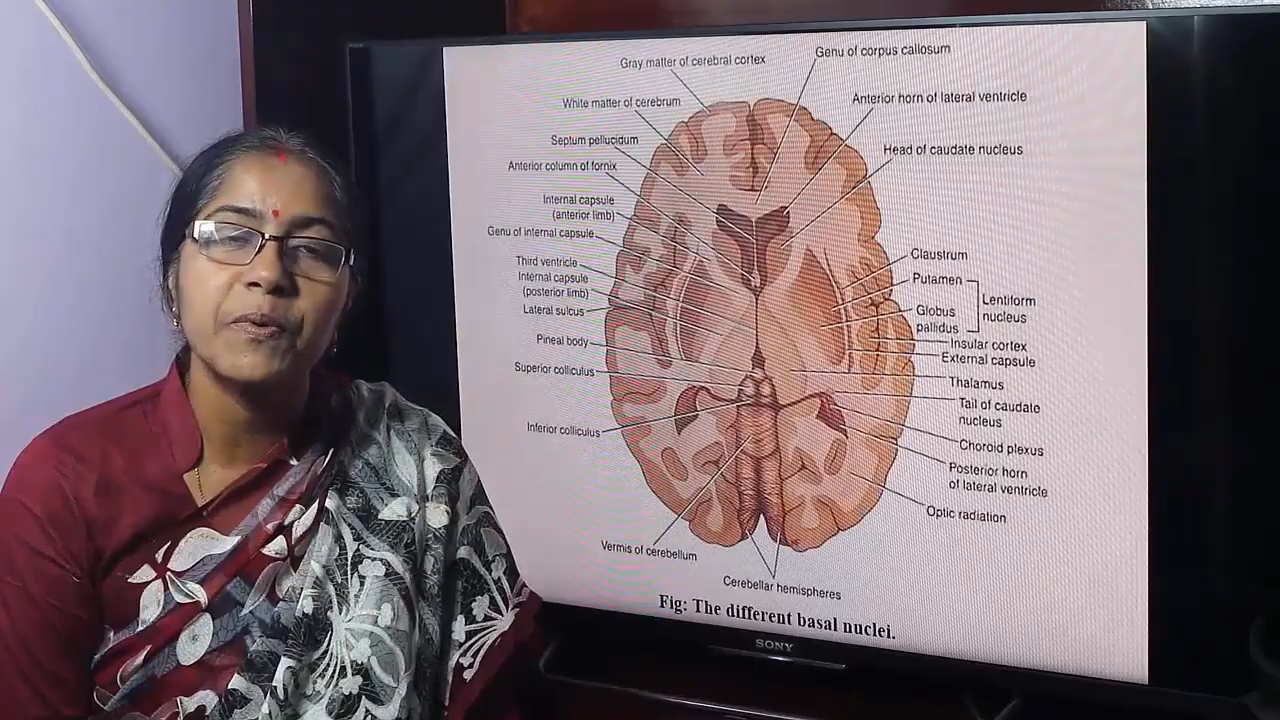 Gray matter of cerebral cortex
White matter of cerebrum
Septum pellucidum
Anterior column of fornix
Internal capsule
(anterior limb)
Genu of internal capsule
Third ventricle
Internal capsule
(posterior limb)
Lateral sulcus
Pineal body
Superior colliculus
Inferior colliculus
Vermis of cerebellum
Cerebellar hemispheres
Genu of corpus callosum
Anterior horn of lateral ventricle
Head of caudate nucleus
Claustrum
Putamen
Globus
pallidus
Lentiform
nucleus
Insular cortex
External capsule
Thalamus
Tail of caudate
nucleus
Choroid plexus
Posterior horn
of lateral ventricle
Optic radiation
Fig: The different basal nuclei.
SONY